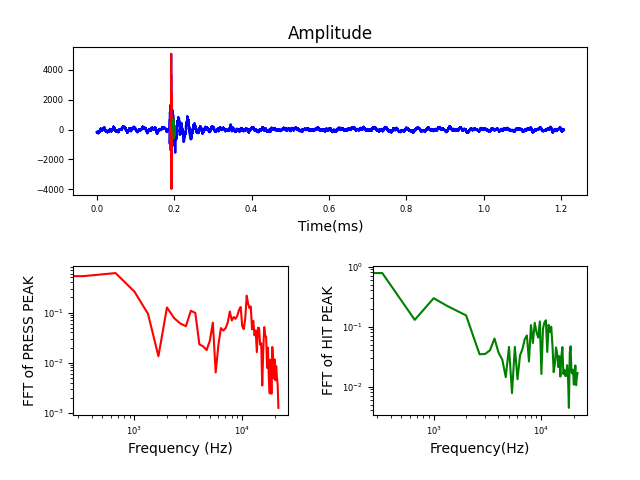 Amplitude
4000
2000
0
−2000
−4000
0.0 0.2 0.4 0.6 0.8 1.0 1.2
Time(ms)
FFT of PRESS PEAK
10⁻¹
10⁻²
10⁻³
10³ 10⁴
Frequency (Hz)
FFT of HIT PEAK
10⁰
10⁻¹
10⁻²
10³ 10⁴
Frequency(Hz)